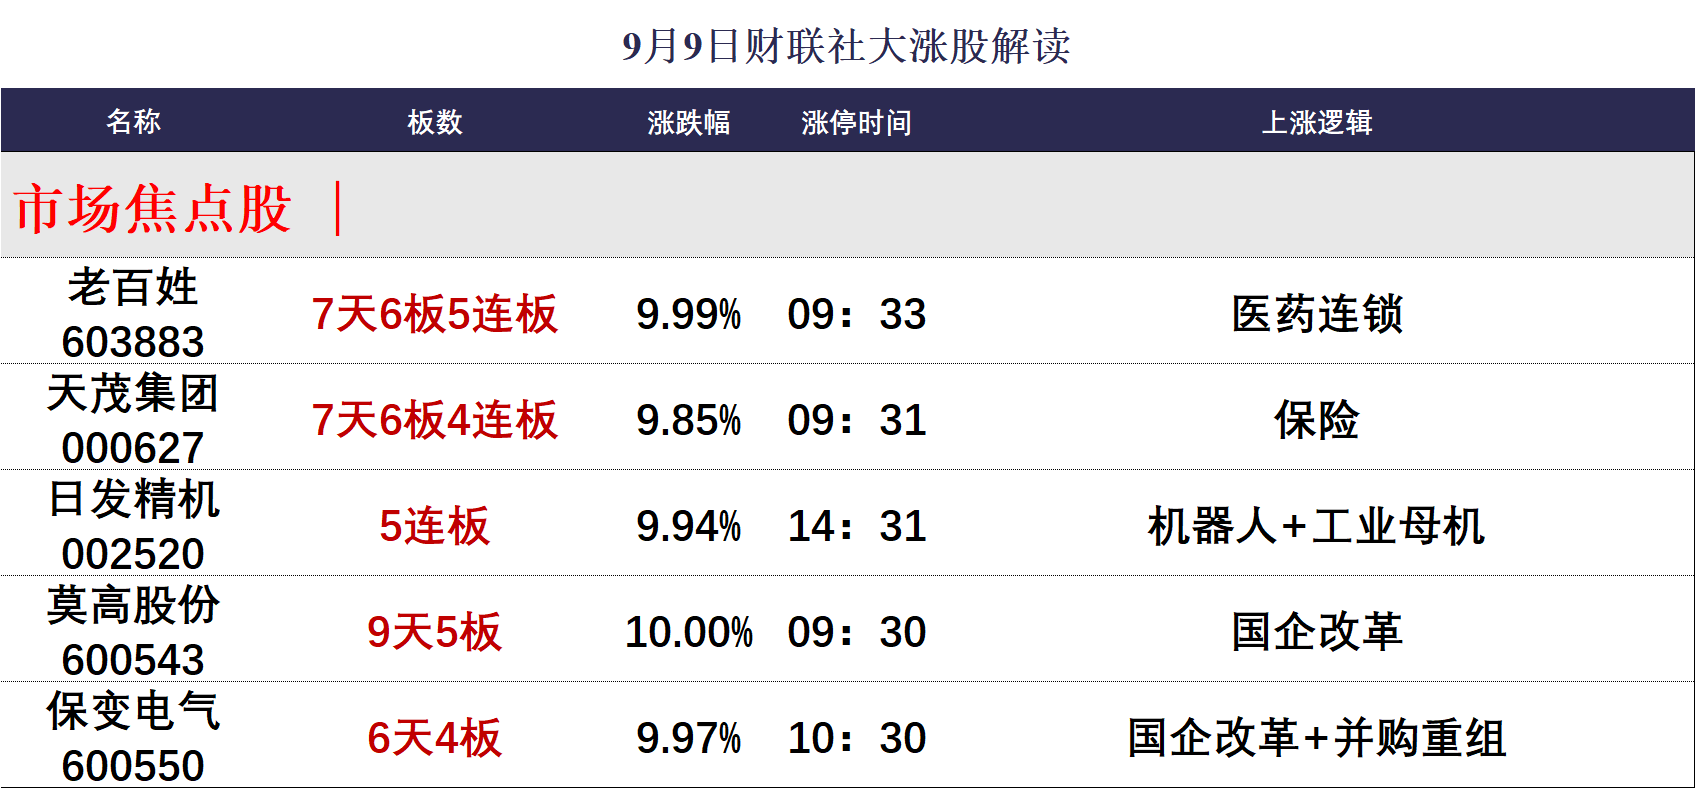 9月9日财联社大涨股解读
名称 板数 涨跌幅 涨停时间 上涨逻辑
市场焦点股 |
老百姓
603883 7天6板5连板 9.99% 09：33 医药连锁
天茂集团
000627 7天6板4连板 9.85% 09：31 保险
日发精机
002520 5连板 9.94% 14：31 机器人+工业母机
莫高股份
600543 9天5板 10.00% 09：30 国企改革
保变电气
600550 6天4板 9.97% 10：30 国企改革+并购重组